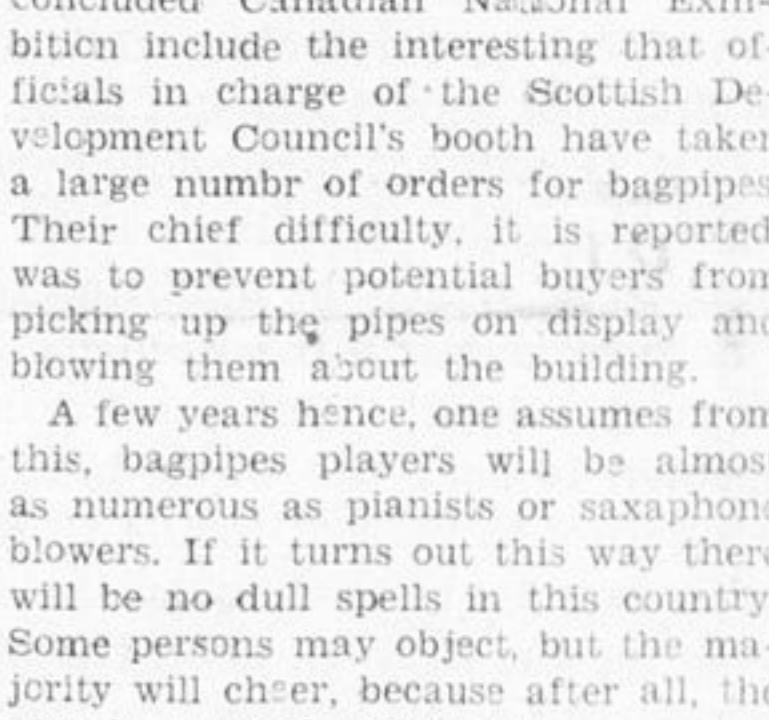 concluded Canadian National Exhi-
bition include the interesting that of-
ficials in charge of the Scottish De-
velopment Council's booth have taken
a large numbr of orders for bagpipes
Their chief difficulty, it is reported
was to prevent potential buyers from
picking up the pipes on display and
blowing them about the building.
A few years hence, one assumes from
this, bagpipes players will be almost
as numerous as pianists or saxaphone
blowers. If it turns out this way there
will be no dull spells in this country
Some persons may object, but the ma-
jority will cheer, because after all, the